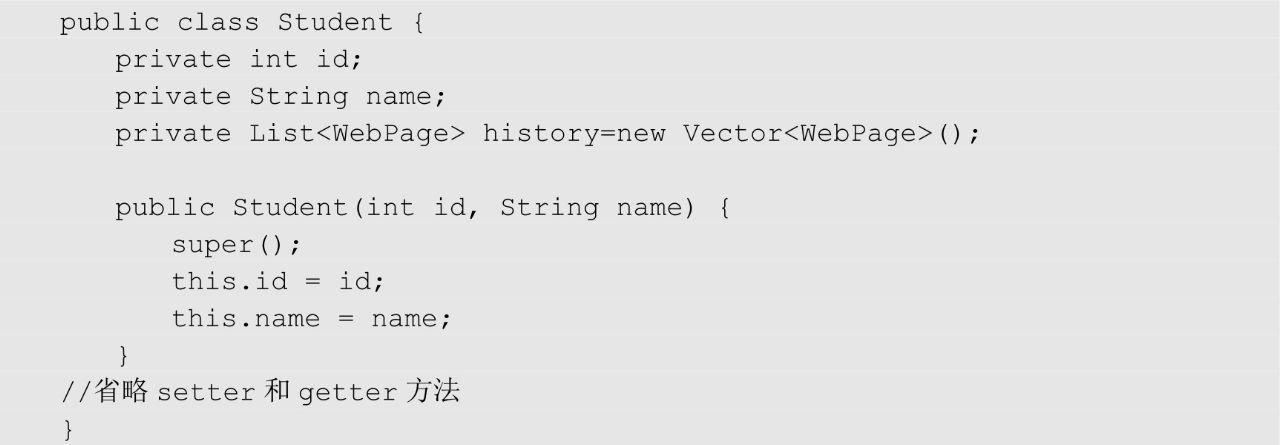 public class Student {
private int id;
private String name;
private List<WebPage> history=new Vector<WebPage>();
public Student(int id, String name) {
super();
this.id = id;
this.name = name;
}
//省略 setter 和 getter 方法
}